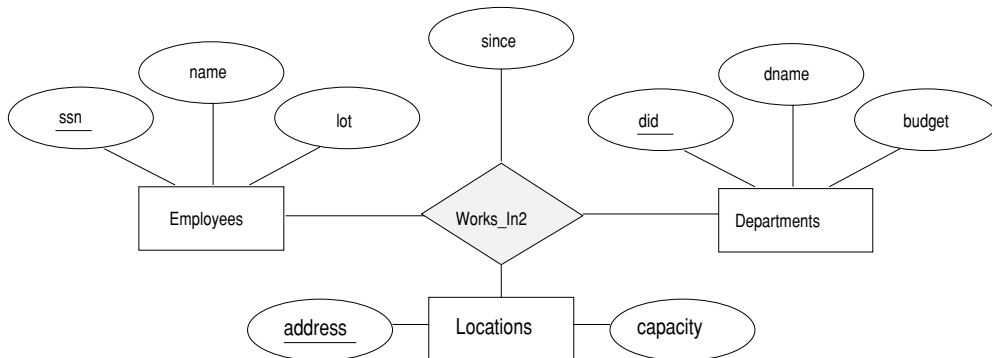 since
name
dname
ssn
lot
did
budget
Employees
Works_In2
Departments
address
Locations
capacity